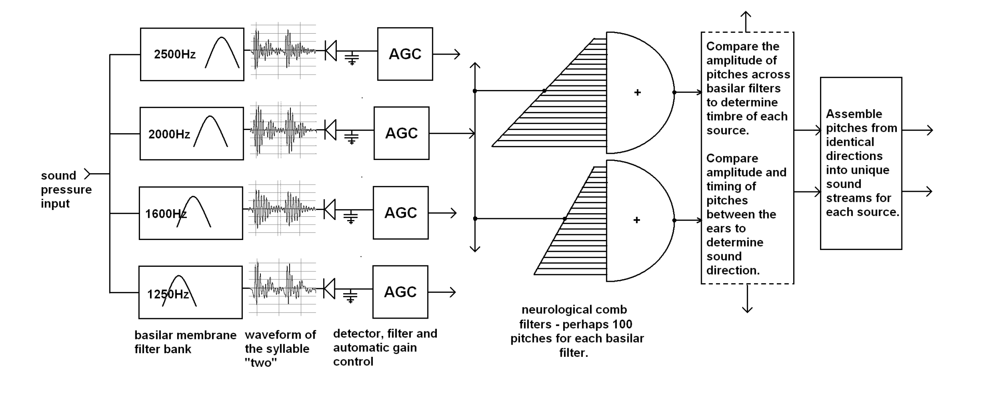 2500Hz
AGC
2000Hz
AGC
sound
pressure
input
1600Hz
AGC
1250Hz
AGC
basilar membrane
filter bank
waveform of
the syllable
"two"
detector, filter and
automatic gain
control
+
+
neurological comb
filters - perhaps 100
pitches for each basilar
filter.
Compare the
amplitude of
pitches across
basilar filters
to determine
timbre of each
source.
Compare
amplitude and
timing of
pitches
between the
ears to
determine
sound
direction.
Assemble
pitches from
identical
directions
into unique
sound
streams for
each source.